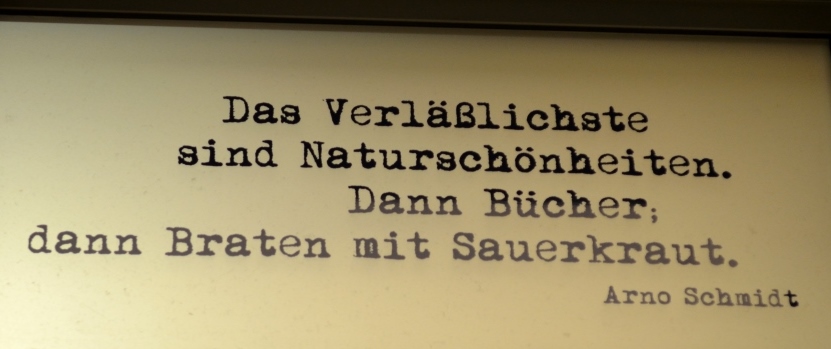 Das Verläßlichste
sind Naturschönheiten.
Dann Bücher;
dann Braten mit Sauerkraut.
Arno Schmidt